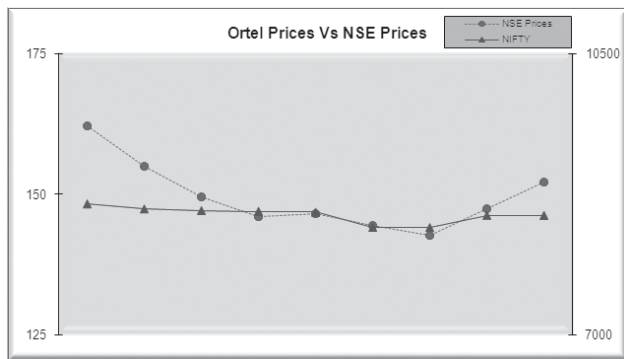 Ortel Prices Vs NSE Prices
NSE Prices
NIFTY
175
10500
150
125
7000